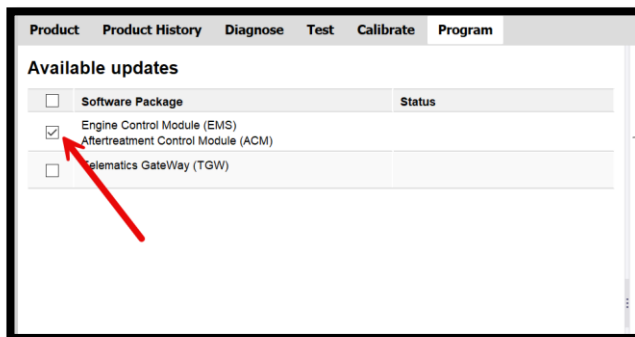 Product Product History Diagnose Test Calibrate Program
Available updates
Software Package Status
Engine Control Module (EMS)
Aftertreatment Control Module (ACM)
Telematics GateWay (TGW)